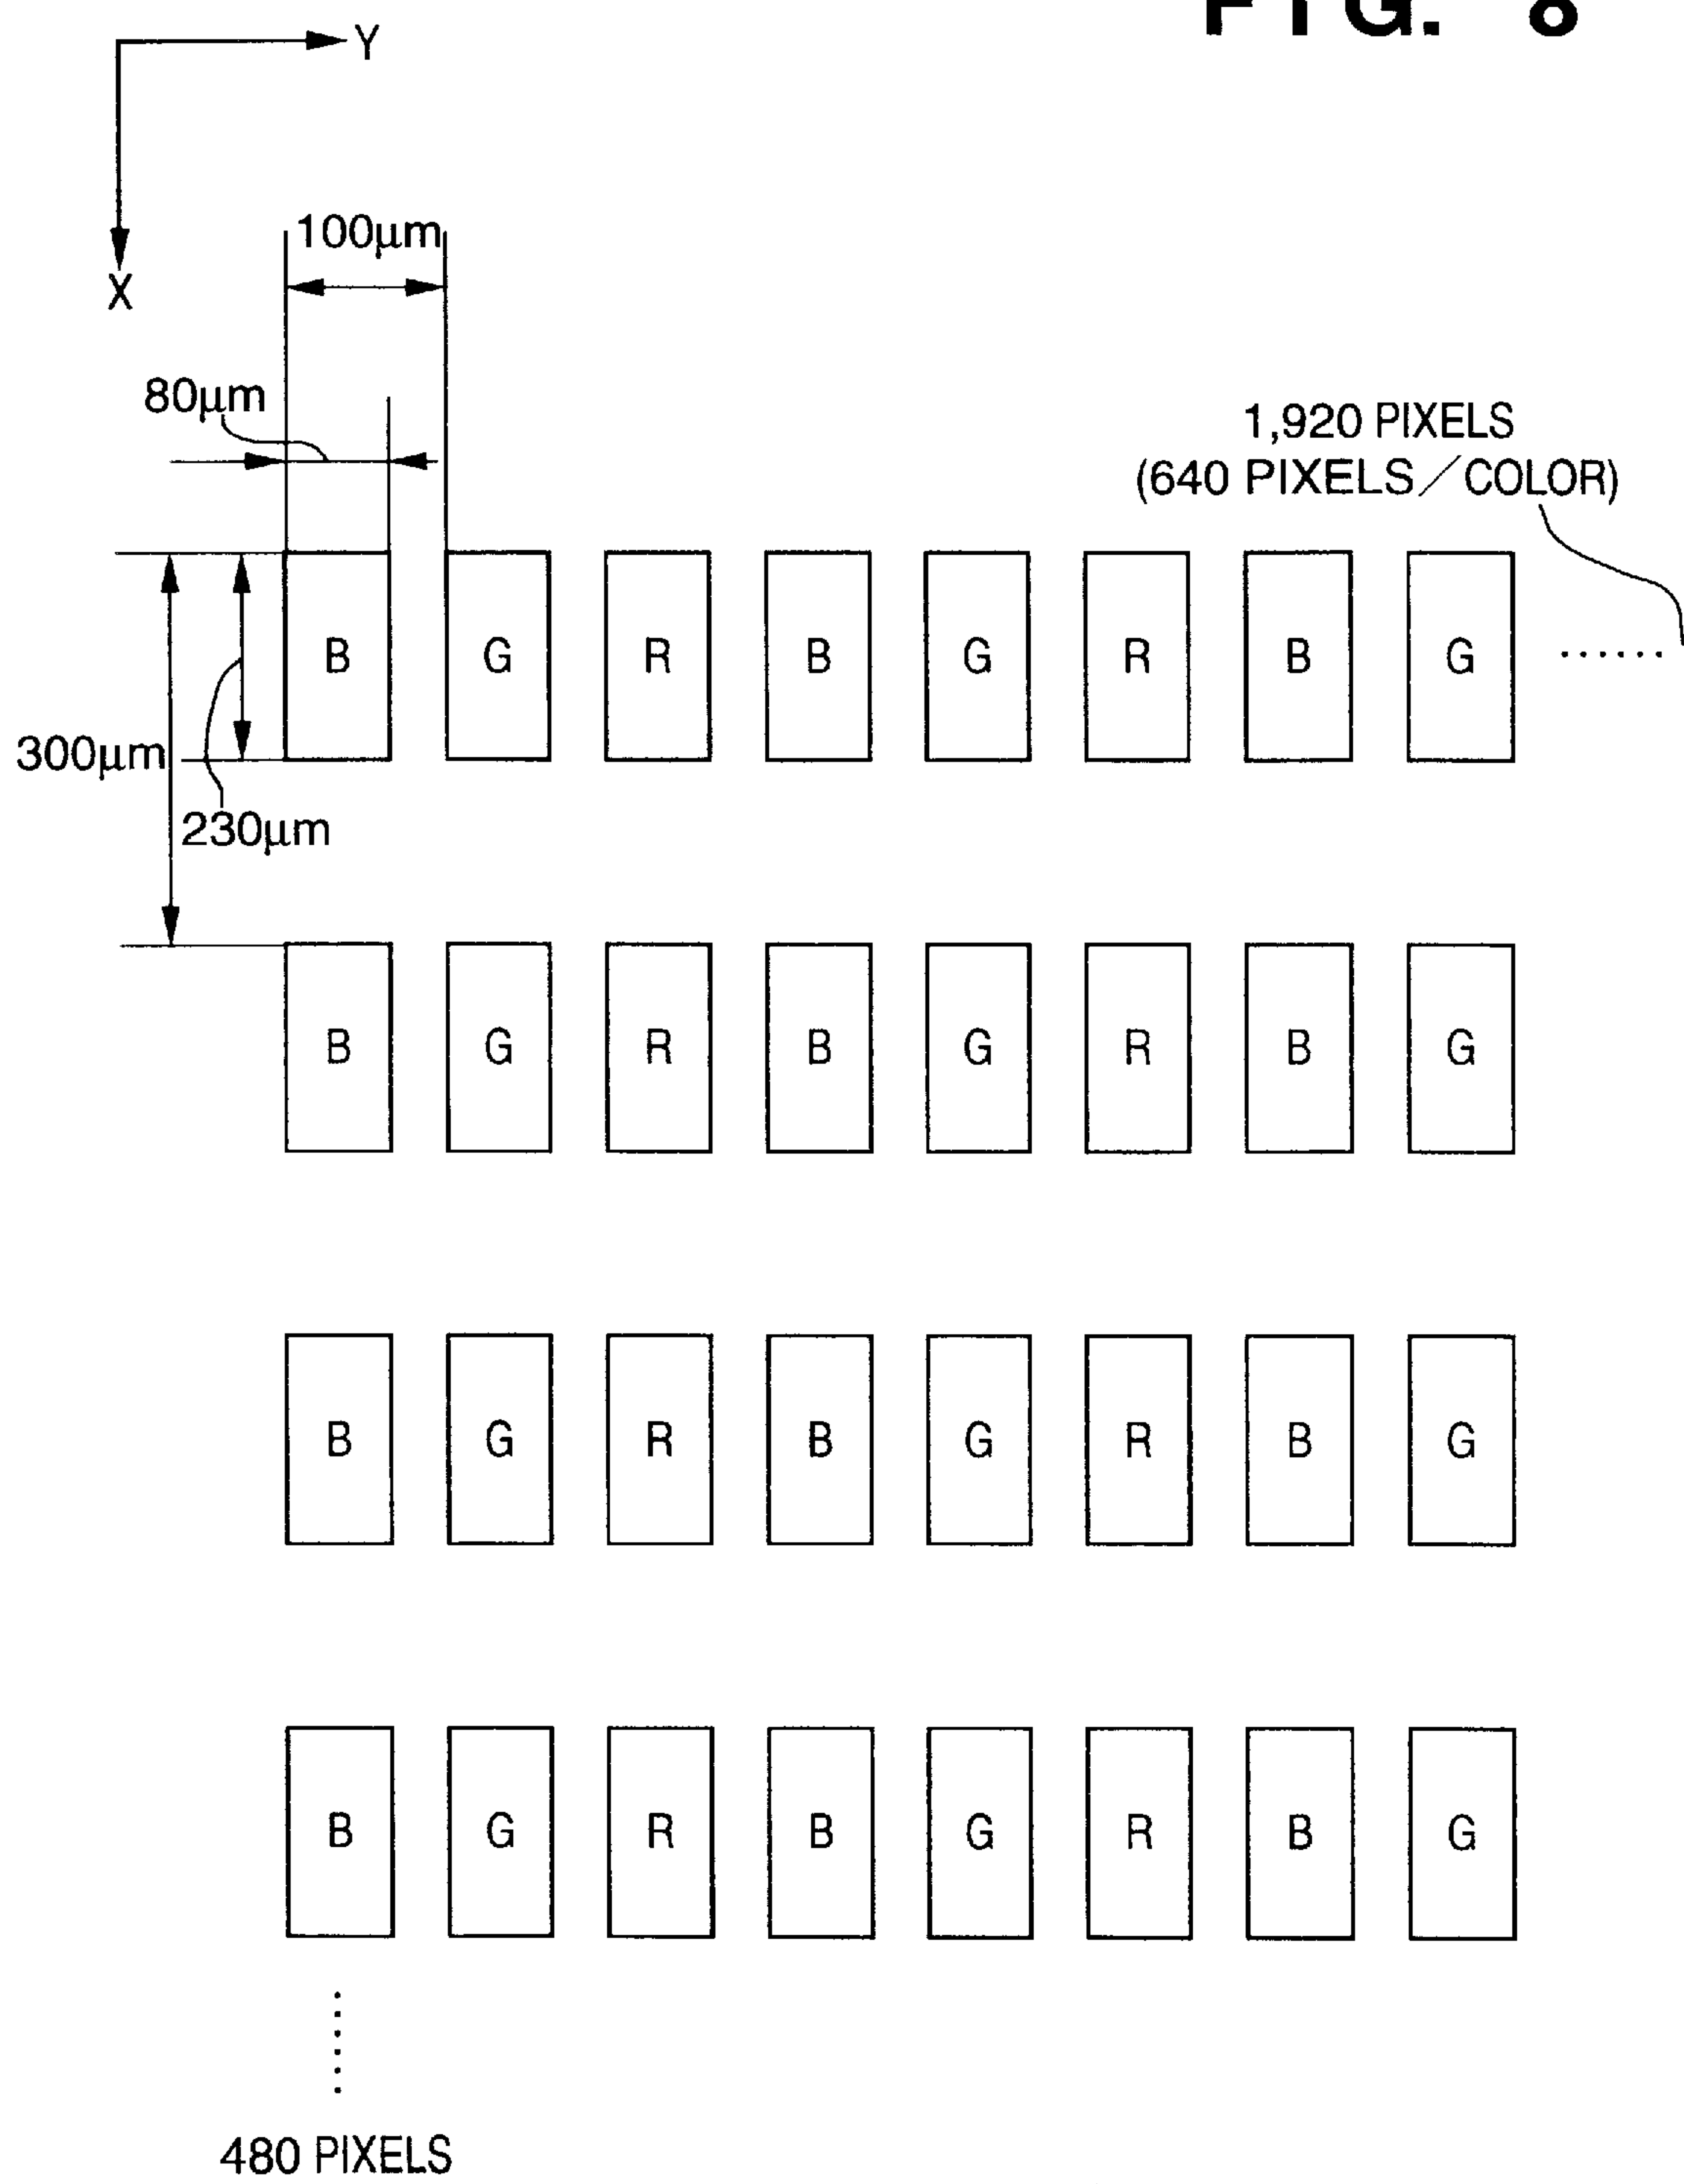 FIG. 8
Y
X
100μm
80μm
1,920 PIXELS
(640 PIXELS/COLOR)
B G R B G R B G ......
300μm
230μm
B G R B G R B G
B G R B G R B G
B G R B G R B G
480 PIXELS